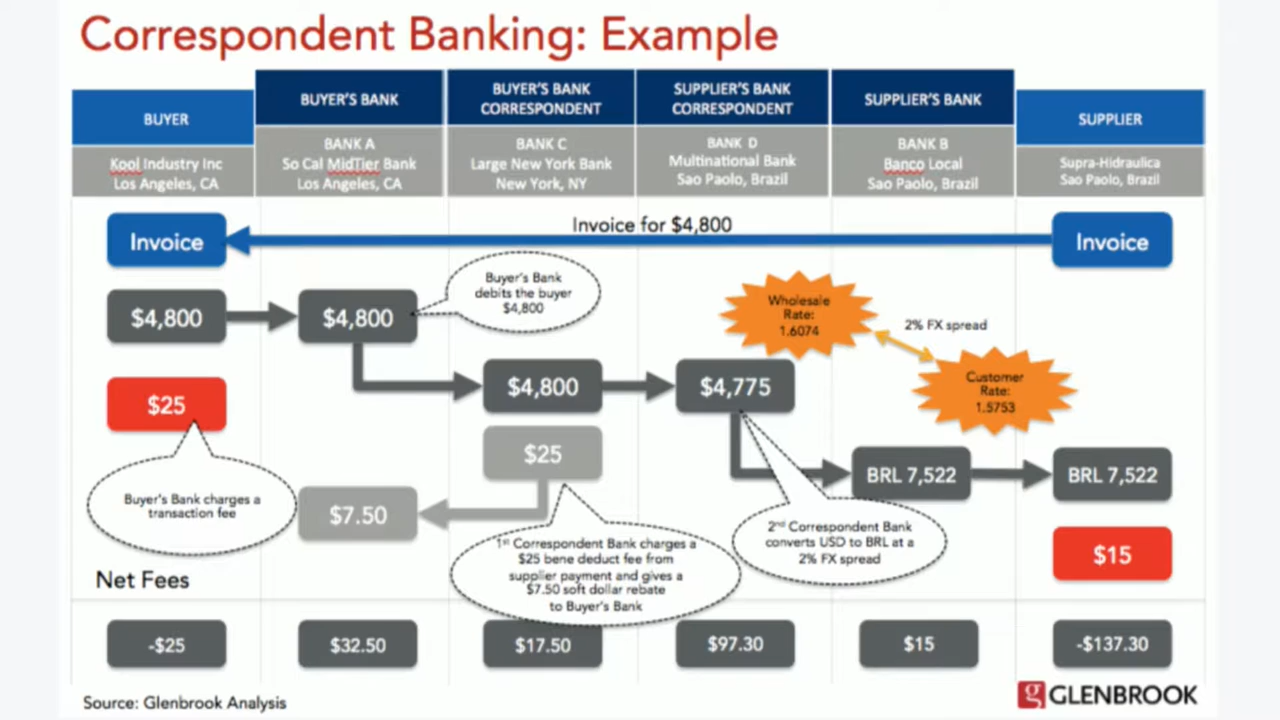 Correspondent Banking: Example
BUYER
BUYER'S BANK
BUYER'S BANK
CORRESPONDENT
SUPPLIER'S BANK
CORRESPONDENT
SUPPLIER'S BANK
SUPPLIER
Kool Industry Inc
Los Angeles, CA
BANK A
So Cal MidTier Bank
Los Angeles, CA
BANK C
Large New York Bank
New York, NY
BANK D
Multinational Bank
Sao Paolo, Brazil
BANK B
Banco Local
Sao Paolo, Brazil
Supra-Hidraulica
Sao Paolo, Brazil
Invoice
Invoice for $4,800
Invoice
$4,800
$4,800
Buyer's Bank
debits the buyer
$4,800
Wholesale
Rate:
1.6074
2% FX spread
Customer
Rate:
1.5753
$4,800
$4,775
$25
$25
BRL 7,522
BRL 7,522
Buyer's Bank charges a
transaction fee
$7.50
1st Correspondent Bank charges a
$25 bene deduct fee from
supplier payment and gives a
$7.50 soft dollar rebate
to Buyer's Bank
2nd Correspondent Bank
converts USD to BRL at a
2% FX spread
$15
Net Fees
-$25
$32.50
$17.50
$97.30
$15
-$137.30
Source: Glenbrook Analysis
g GLENBROOK